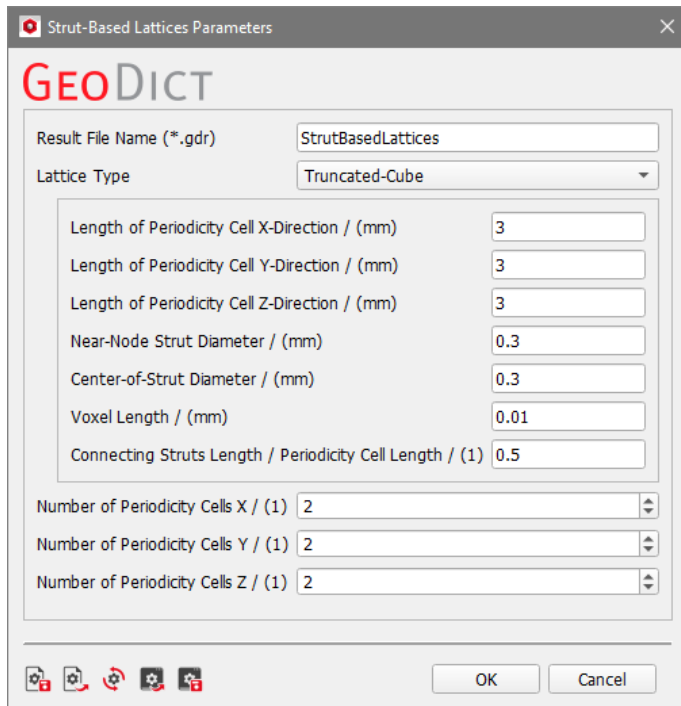 Strut-Based Lattices Parameters
GEODICT
Result File Name (*.gdr) StrutBasedLattices
Lattice Type Truncated-Cube
Length of Periodicity Cell X-Direction / (mm) 3
Length of Periodicity Cell Y-Direction / (mm) 3
Length of Periodicity Cell Z-Direction / (mm) 3
Near-Node Strut Diameter / (mm) 0.3
Center-of-Strut Diameter / (mm) 0.3
Voxel Length / (mm) 0.01
Connecting Struts Length / Periodicity Cell Length / (1) 0.5
Number of Periodicity Cells X / (1) 2
Number of Periodicity Cells Y / (1) 2
Number of Periodicity Cells Z / (1) 2
OK Cancel